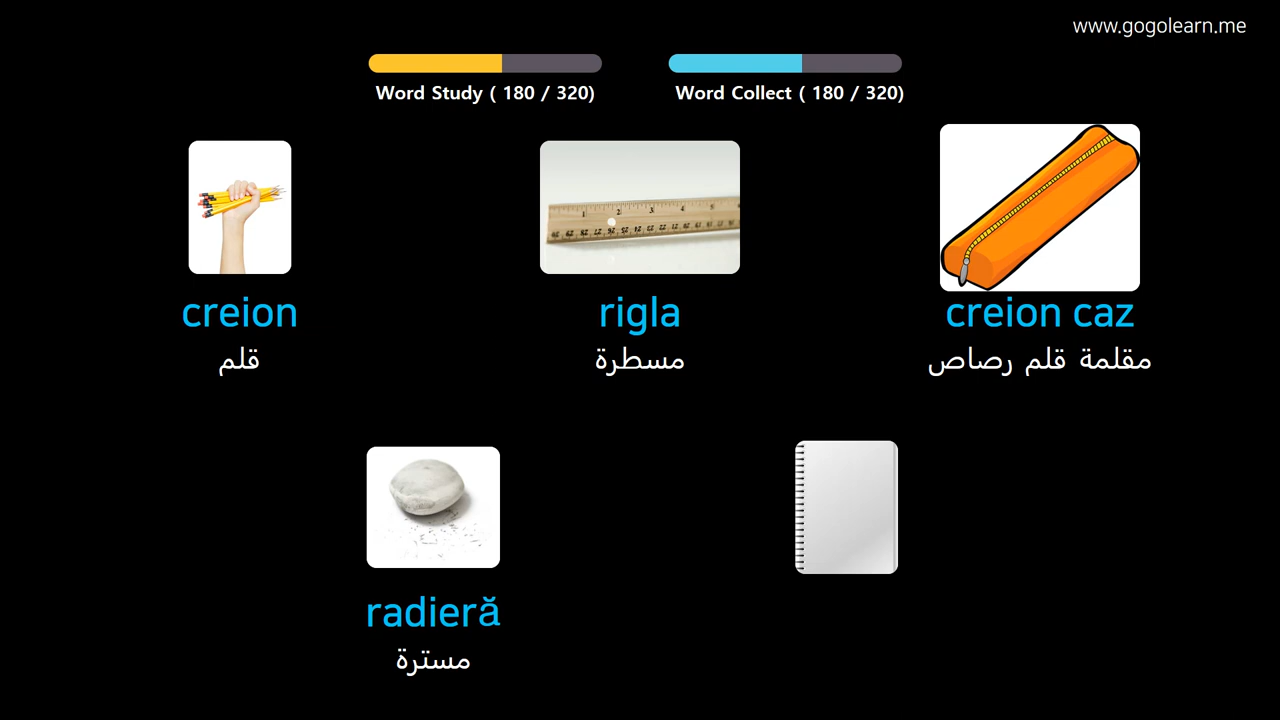 www.gogolearn.me
Word Study ( 180 / 320)
Word Collect ( 180 / 320)
creion
قلم
rigla
مسطرة
creion caz
مقلمة قلم رصاص
radieră
مسترة